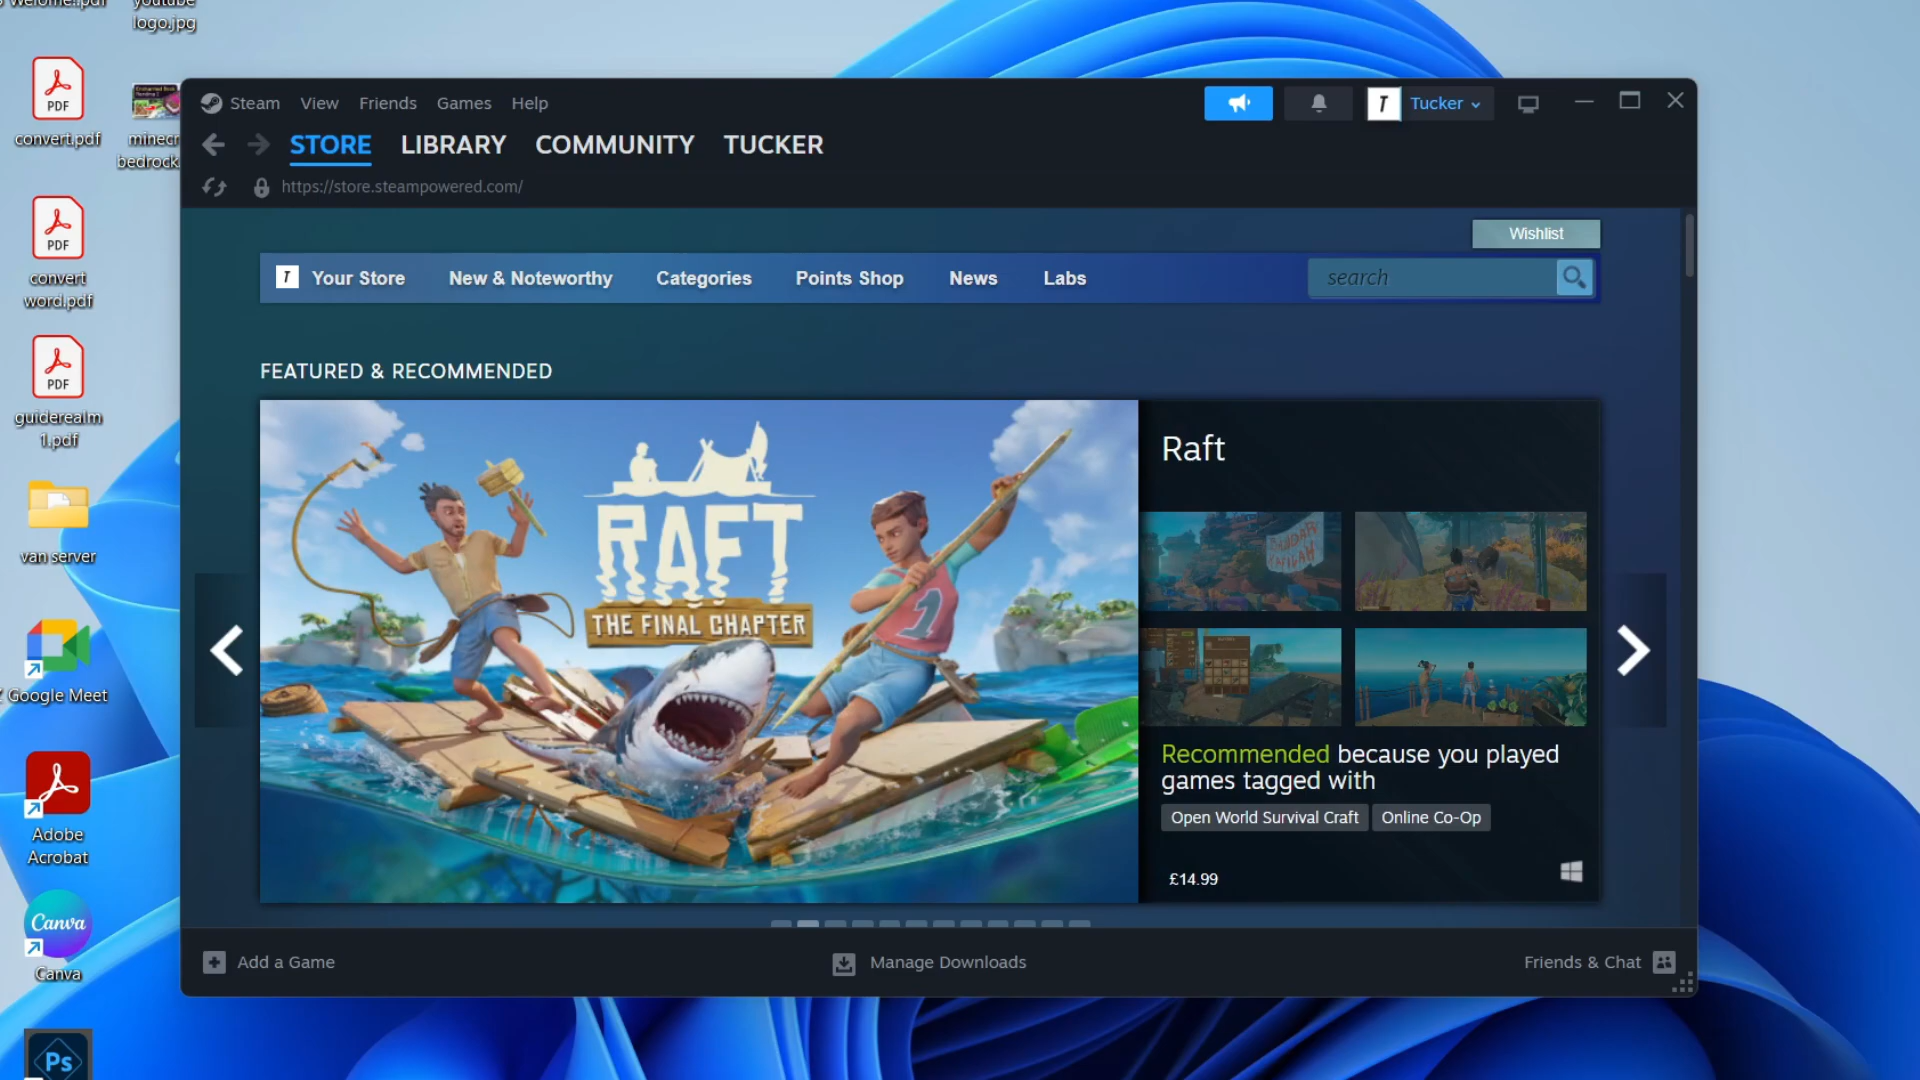 youtube
logo.jpg
PDF
convert.pdf
minecr
bedrock
PDF
convert
word.pdf
PDF
guiderealm
1.pdf
van server
Google Meet
Adobe
Acrobat
Canva
Canva
Ps
Steam View Friends Games Help
T Tucker
STORE LIBRARY COMMUNITY TUCKER
https://store.steampowered.com/
Wishlist
T Your Store New & Noteworthy Categories Points Shop News Labs search
FEATURED & RECOMMENDED
RAFT
THE FINAL CHAPTER
1
Raft
Recommended because you played
games tagged with
Open World Survival Craft Online Co-Op
£14.99
Add a Game Manage Downloads Friends & Chat